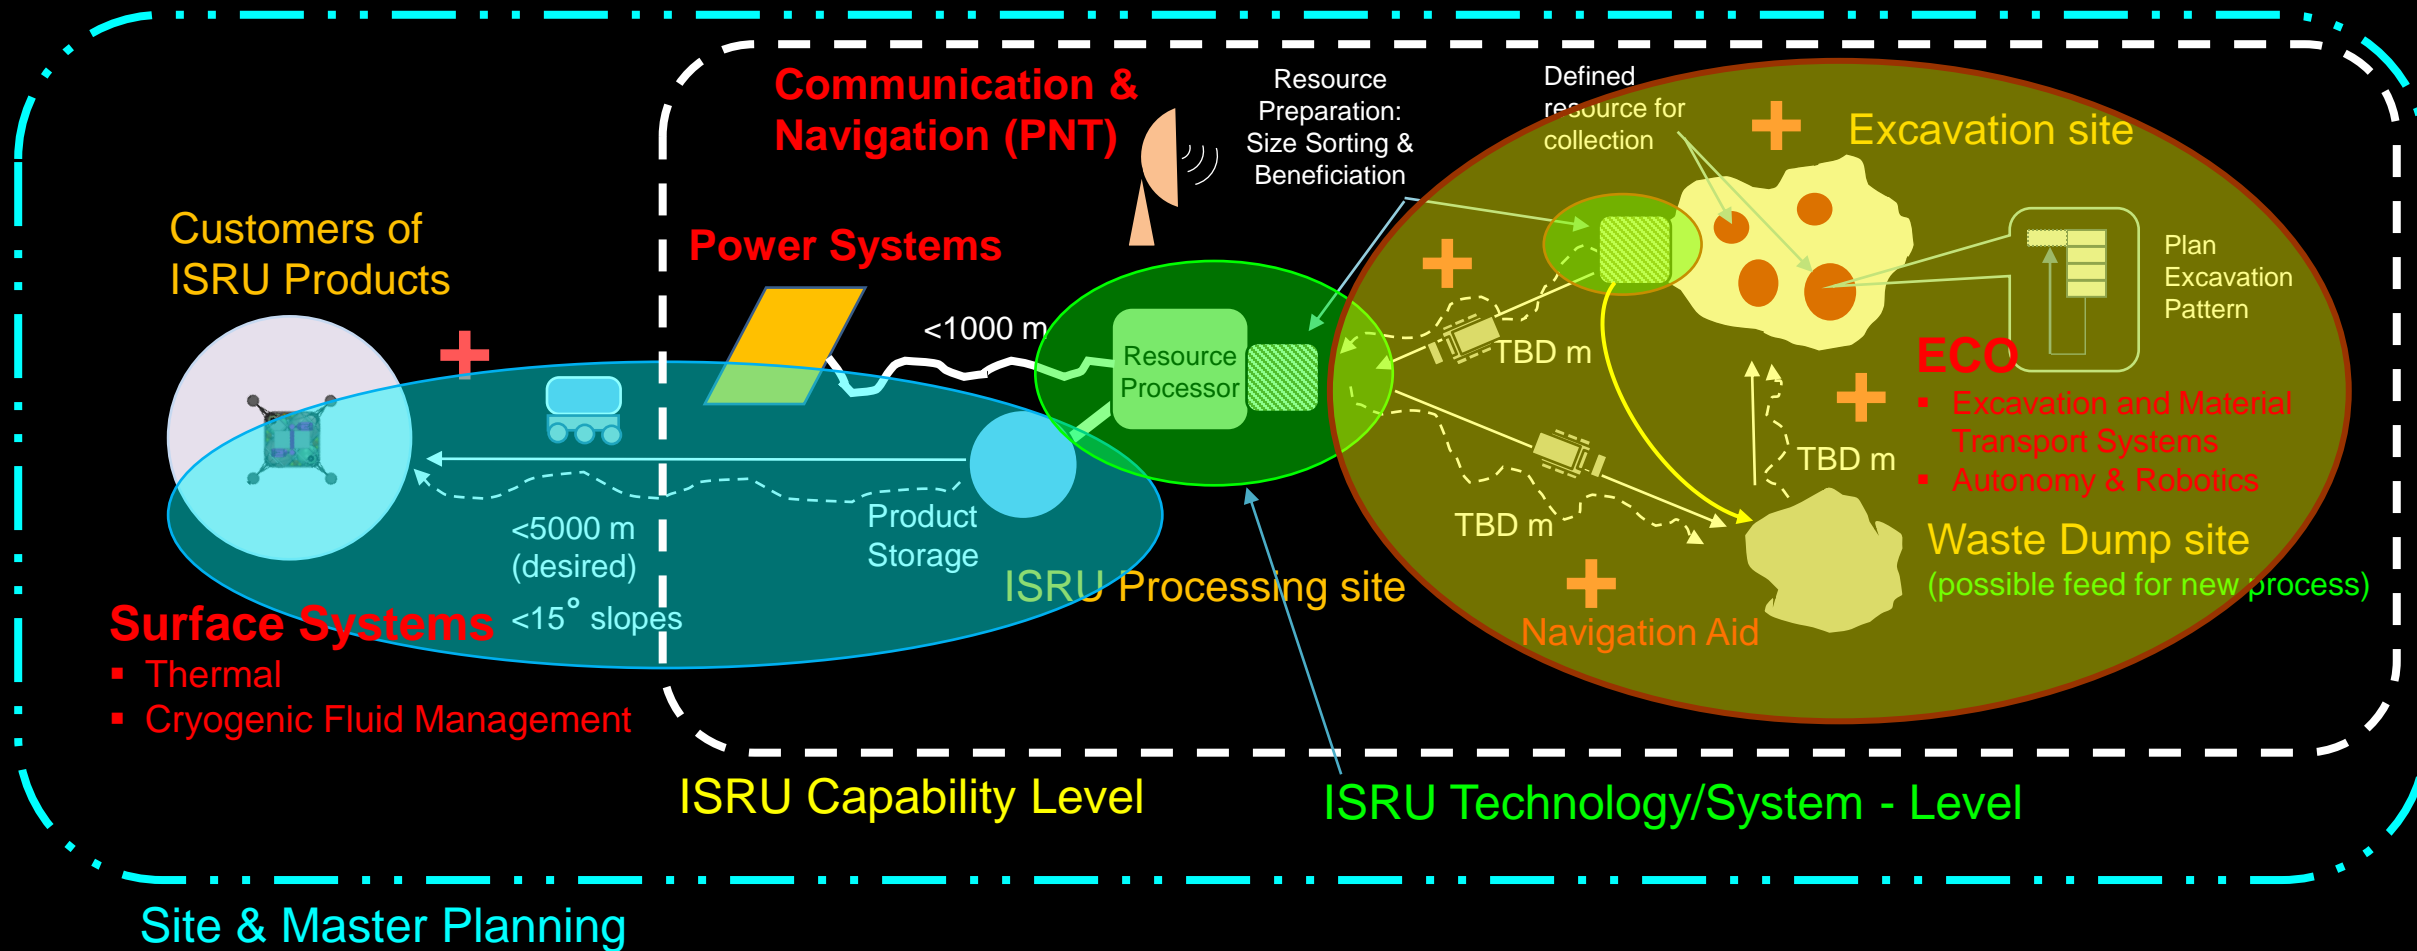 Communication &
Navigation (PNT)
Resource
Preparation:
Size Sorting &
Beneficiation
Defined
resource for
collection
Excavation site
Customers of
ISRU Products
Power Systems
Plan
Excavation
Pattern
<1000 m
Resource
Processor
TBD m
ECO
▪ Excavation and Material
Transport Systems
▪ Autonomy & Robotics
TBD m
TBD m
<5000 m
(desired)
<15° slopes
Product
Storage
ISRU Processing site
Waste Dump site
(possible feed for new process)
Navigation Aid
Surface Systems
▪ Thermal
▪ Cryogenic Fluid Management
ISRU Capability Level
ISRU Technology/System - Level
Site & Master Planning